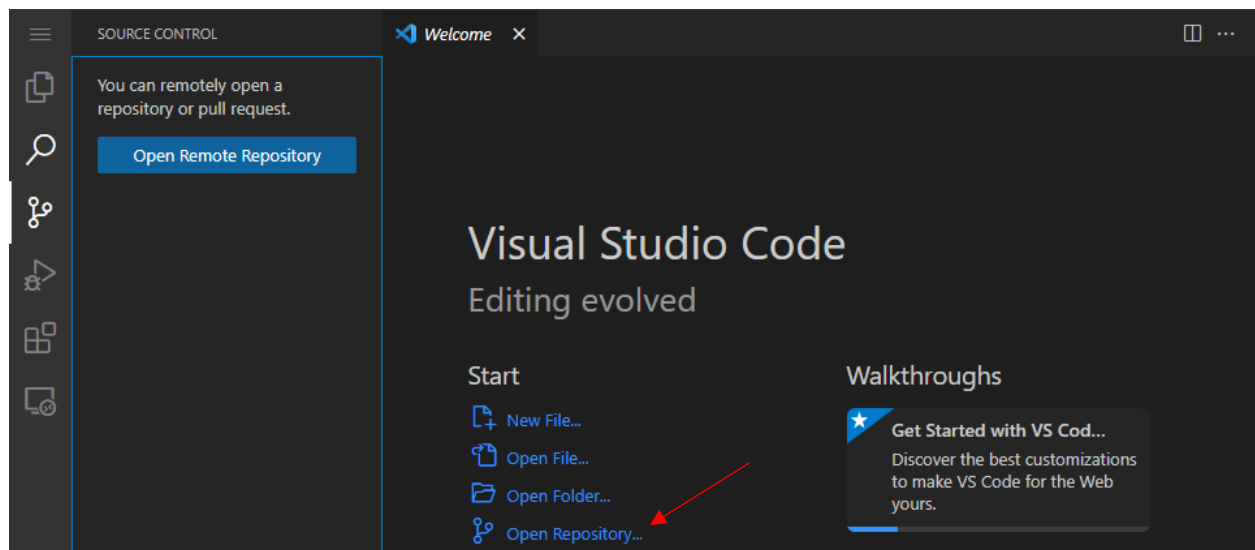 SOURCE CONTROL
Welcome
You can remotely open a
repository or pull request.
Open Remote Repository
Visual Studio Code
Editing evolved
Start
New File...
Open File...
Open Folder...
Open Repository...
Walkthroughs
Get Started with VS Cod...
Discover the best customizations
to make VS Code for the Web
yours.